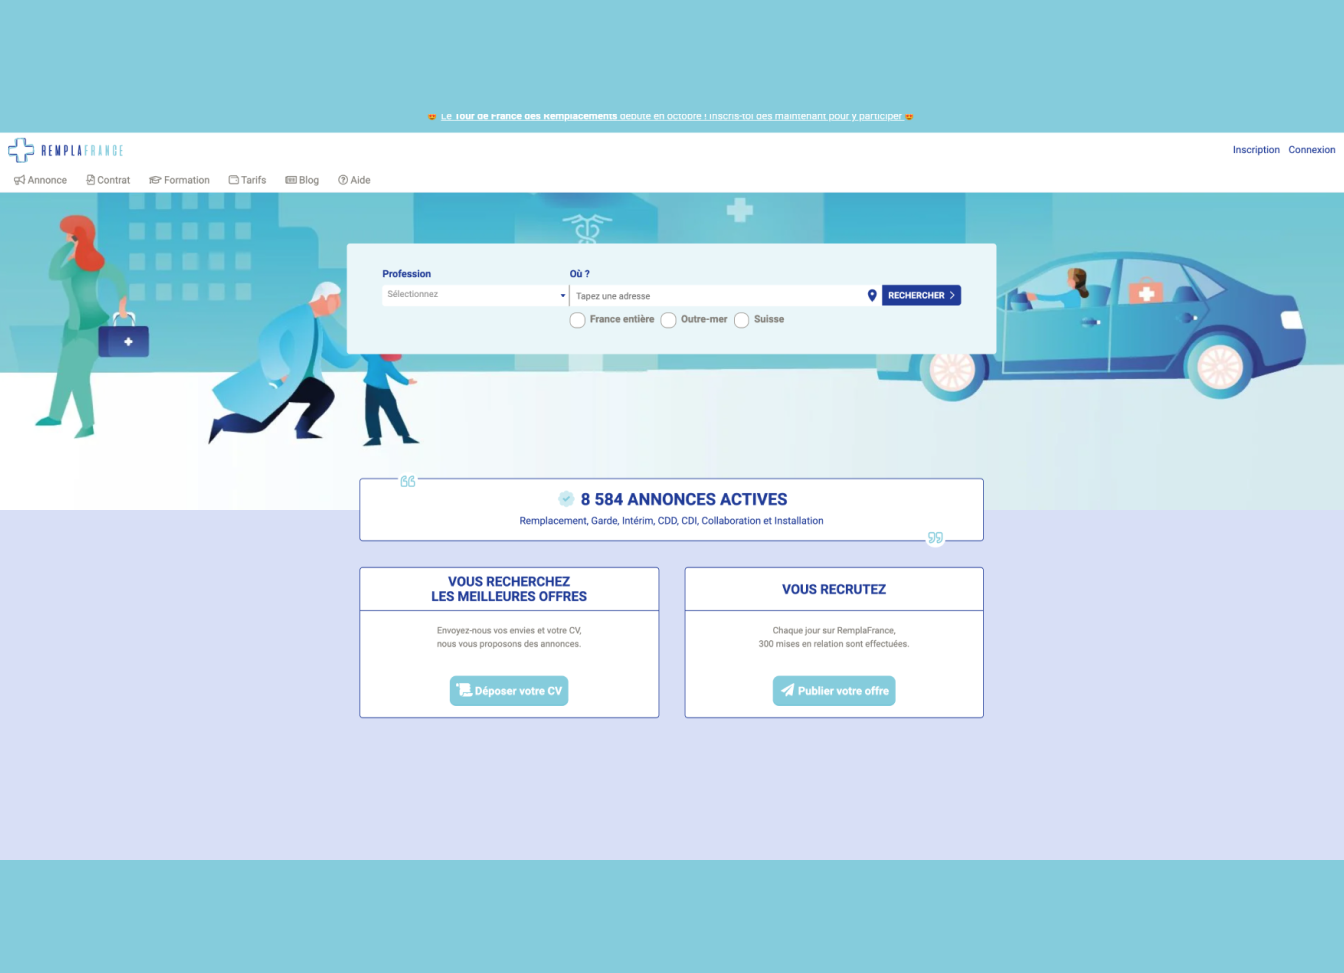 Le Tour de France des Remplacements débute en octobre ! Inscris-toi dès maintenant pour y participer
REMPLAFRANCE
Inscription Connexion
Annonce Contrat Formation Tarifs Blog Aide
Profession Où ?
Sélectionnez Tapez une adresse RECHERCHER
France entière Outre-mer Suisse
8 584 ANNONCES ACTIVES
Remplacement, Garde, Intérim, CDD, CDI, Collaboration et Installation
VOUS RECHERCHEZ
LES MEILLEURES OFFRES
Envoyez-nous vos envies et votre CV,
nous vous proposons des annonces.
Déposer votre CV
VOUS RECRUTEZ
Chaque jour sur RemplaFrance,
300 mises en relation sont effectuées.
Publier votre offre